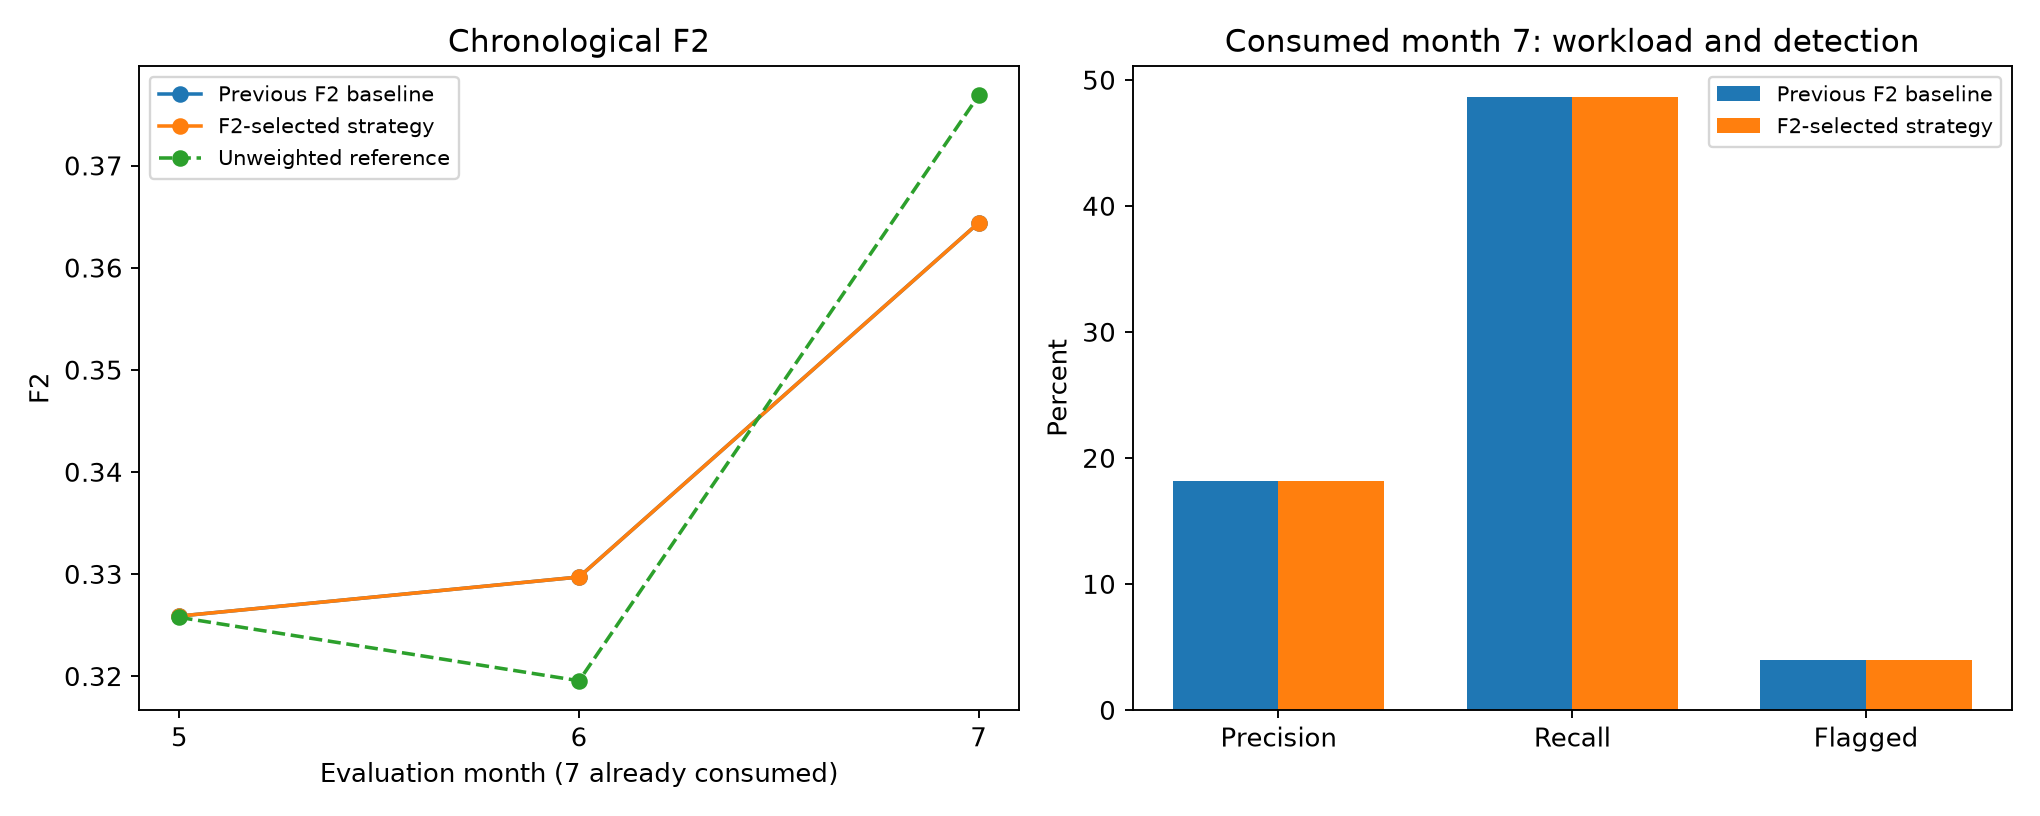 Chronological F2
Previous F2 baseline
F2-selected strategy
Unweighted reference
F2
0.37
0.36
0.35
0.34
0.33
0.32
5
6
7
Evaluation month (7 already consumed)
Consumed month 7: workload and detection
Previous F2 baseline
F2-selected strategy
Percent
50
40
30
20
10
0
Precision
Recall
Flagged